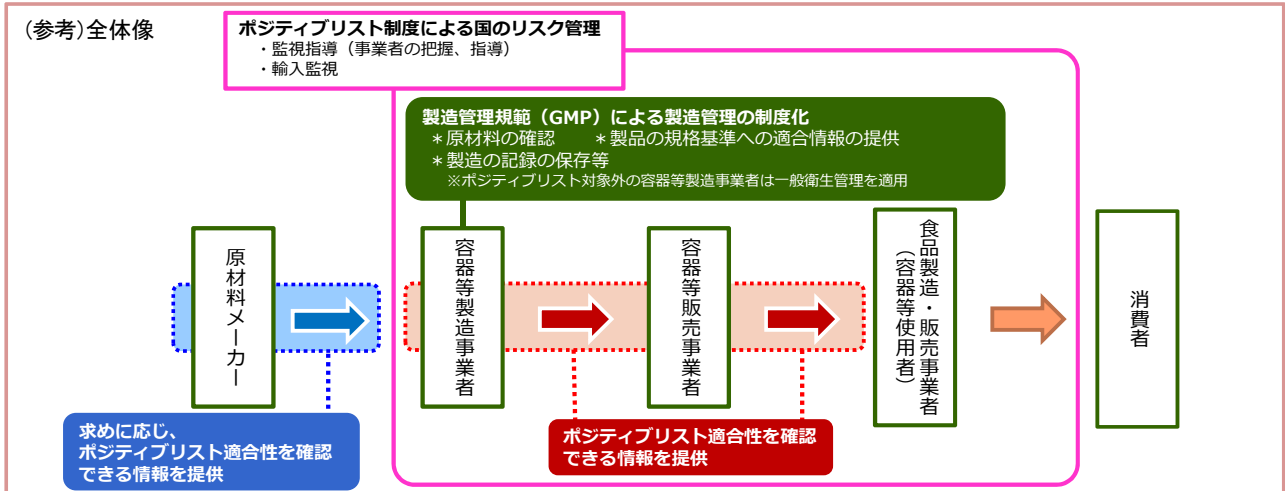 (参考)全体像
ポジティブリスト制度による国のリスク管理
・監視指導（事業者の把握、指導）
・輸入監視
製造管理規範（GMP）による製造管理の制度化
＊原材料の確認　　＊製品の規格基準への適合情報の提供
＊製造の記録の保存等
※ポジティブリスト対象外の容器等製造事業者は一般衛生管理を適用
原材料メーカー
容器等製造事業者
容器等販売事業者
食品製造・販売事業者
（容器等使用者）
消費者
求めに応じ、
ポジティブリスト適合性を確認
できる情報を提供
ポジティブリスト適合性を確認
できる情報を提供